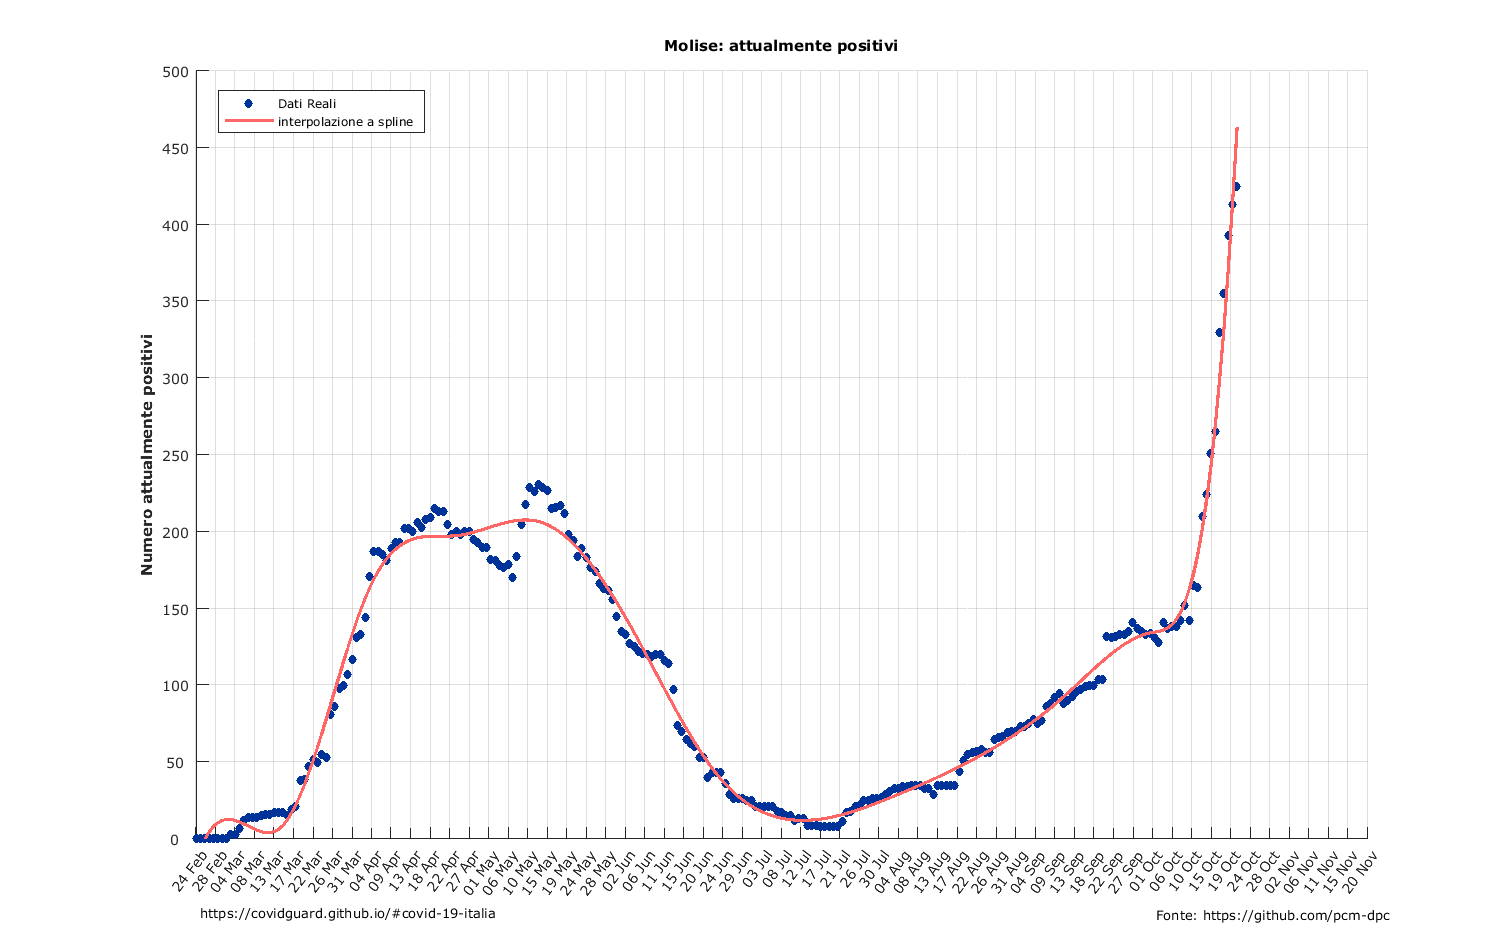 Molise: attualmente positivi
Dati Reali
interpolazione a spline
Numero attualmente positivi
500
450
400
350
300
250
200
150
100
50
0
24 Feb
28 Feb
04 Mar
08 Mar
13 Mar
17 Mar
22 Mar
26 Mar
31 Mar
04 Apr
09 Apr
13 Apr
18 Apr
22 Apr
27 Apr
01 May
06 May
10 May
15 May
19 May
24 May
28 May
02 Jun
06 Jun
11 Jun
15 Jun
20 Jun
24 Jun
29 Jun
03 Jul
08 Jul
12 Jul
17 Jul
21 Jul
26 Jul
30 Jul
04 Aug
08 Aug
13 Aug
17 Aug
22 Aug
26 Aug
31 Aug
04 Sep
09 Sep
13 Sep
18 Sep
22 Sep
27 Sep
01 Oct
06 Oct
10 Oct
15 Oct
19 Oct
24 Oct
28 Oct
02 Nov
06 Nov
11 Nov
15 Nov
20 Nov
https://covidguard.github.io/#covid-19-italia
Fonte: https://github.com/pcm-dpc